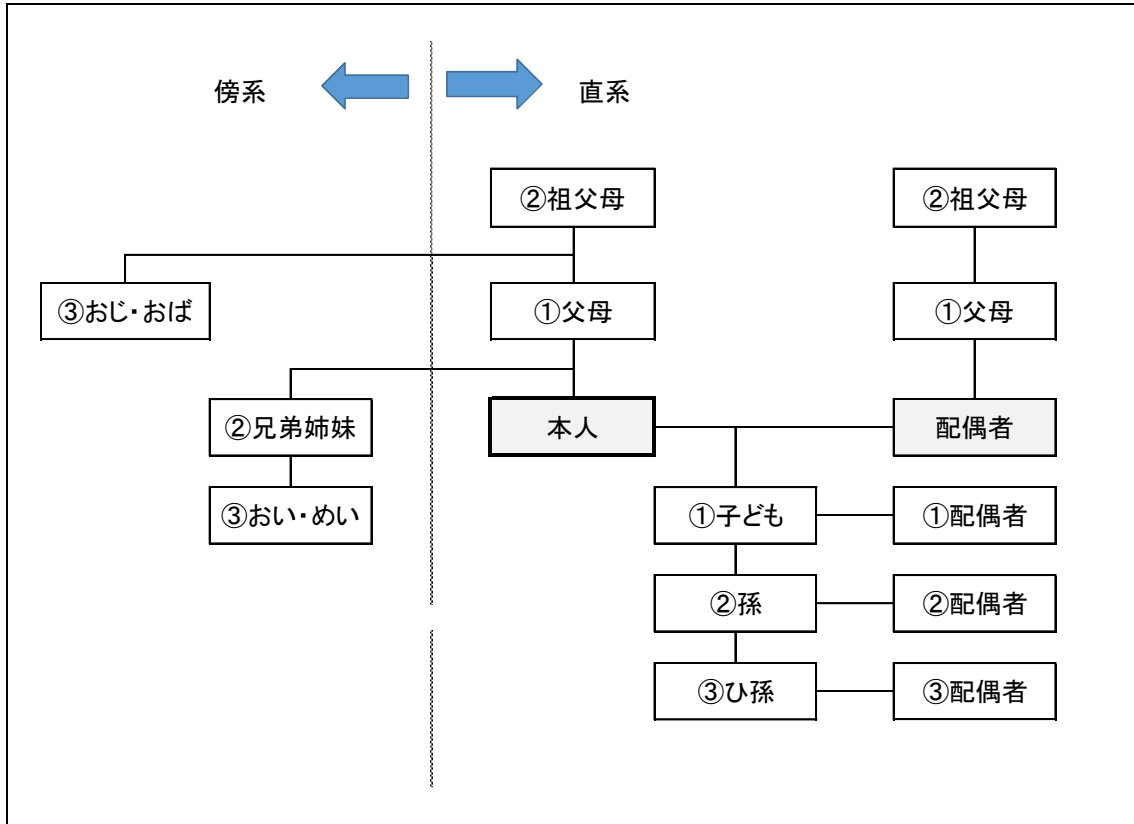 傍系
直系
②祖父母
②祖父母
③おじ・おば
①父母
①父母
②兄弟姉妹
本人
配偶者
③おい・めい
①子ども
①配偶者
②孫
②配偶者
③ひ孫
③配偶者